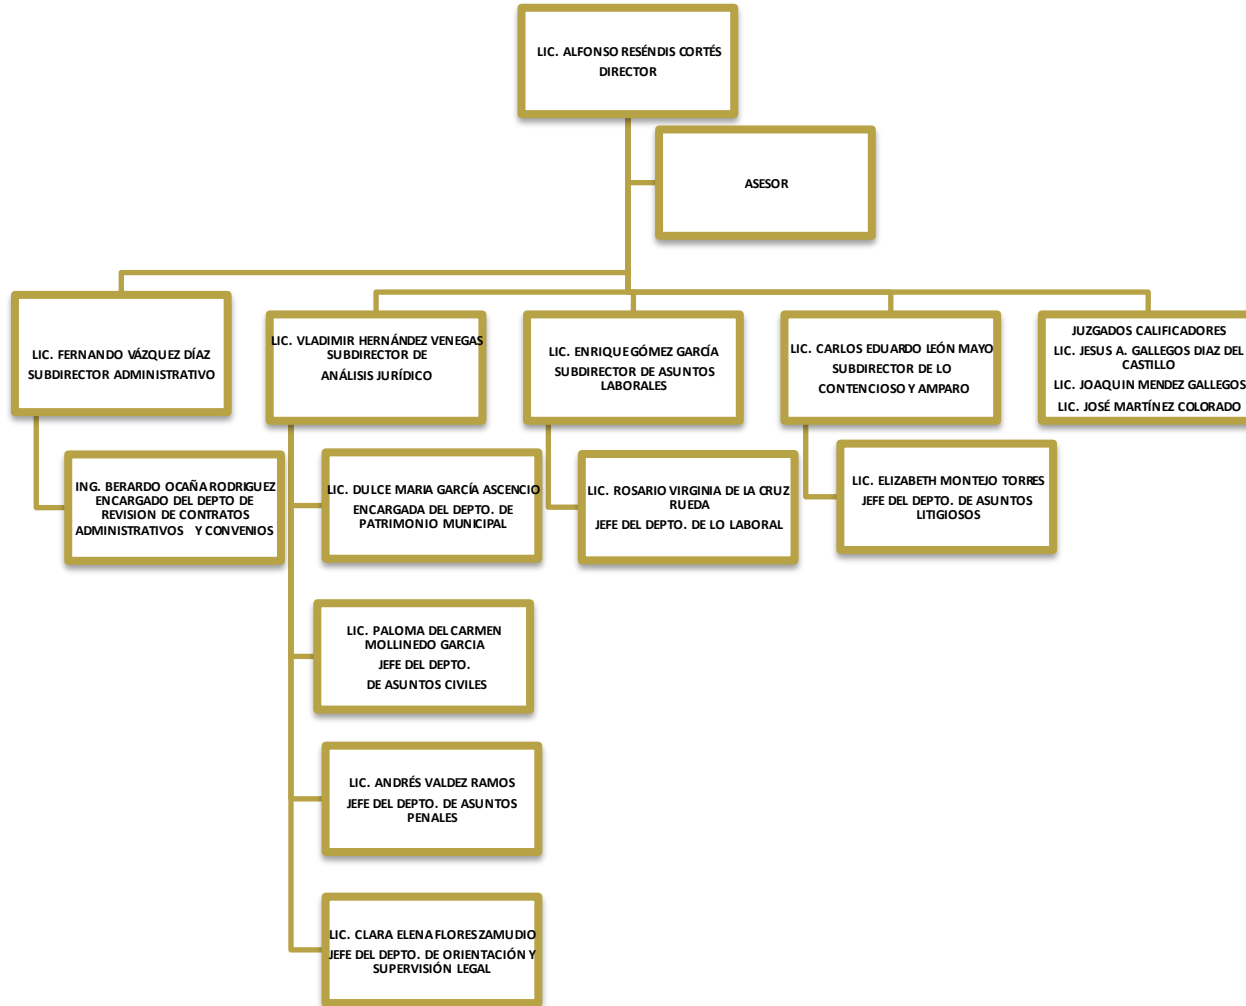 LIC. ALFONSO RESÉNDIS CORTÉS
DIRECTOR
ASESOR
LIC. FERNANDO VÁZQUEZ DÍAZ
SUBDIRECTOR ADMINISTRATIVO
LIC. VLADIMIR HERNÁNDEZ VENEGAS
SUBDIRECTOR DE
ANÁLISIS JURÍDICO
LIC. ENRIQUE GÓMEZ GARCÍA
SUBDIRECTOR DE ASUNTOS
LABORALES
LIC. CARLOS EDUARDO LEÓN MAYO
SUBDIRECTOR DE LO
CONTENCIOSO Y AMPARO
JUZGADOS CALIFICADORES
LIC. JESUS A. GALLEGOS DIAZ DEL
CASTILLO
LIC. JOAQUIN MENDEZ GALLEGOS
LIC. JOSÉ MARTÍNEZ COLORADO
ING. BERARDO OCAÑA RODRIGUEZ
ENCARGADO DEL DEPTO DE
REVISION DE CONTRATOS
ADMINISTRATIVOS Y CONVENIOS
LIC. DULCE MARIA GARCÍA ASCENCIO
ENCARGADA DEL DEPTO. DE
PATRIMONIO MUNICIPAL
LIC. ROSARIO VIRGINIA DE LA CRUZ
RUEDA
JEFE DEL DEPTO. DE LO LABORAL
LIC. ELIZABETH MONTEJO TORRES
JEFE DEL DEPTO. DE ASUNTOS
LITIGIOSOS
LIC. PALOMA DEL CARMEN
MOLLINEDO GARCIA
JEFE DEL DEPTO.
DE ASUNTOS CIVILES
LIC. ANDRÉS VALDEZ RAMOS
JEFE DEL DEPTO. DE ASUNTOS
PENALES
LIC. CLARA ELENA FLORES ZAMUDIO
JEFE DEL DEPTO. DE ORIENTACIÓN Y
SUPERVISIÓN LEGAL